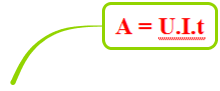 A = U.I.t